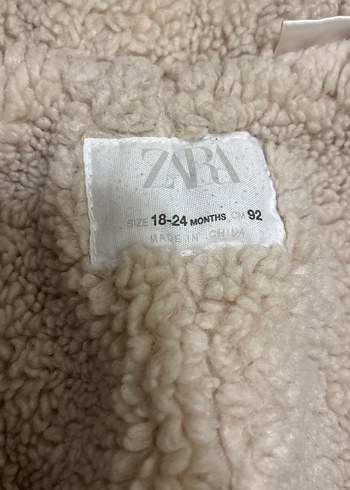 ZARA
SIZE 18-24 MONTHS CM 92
MADE IN CHINA